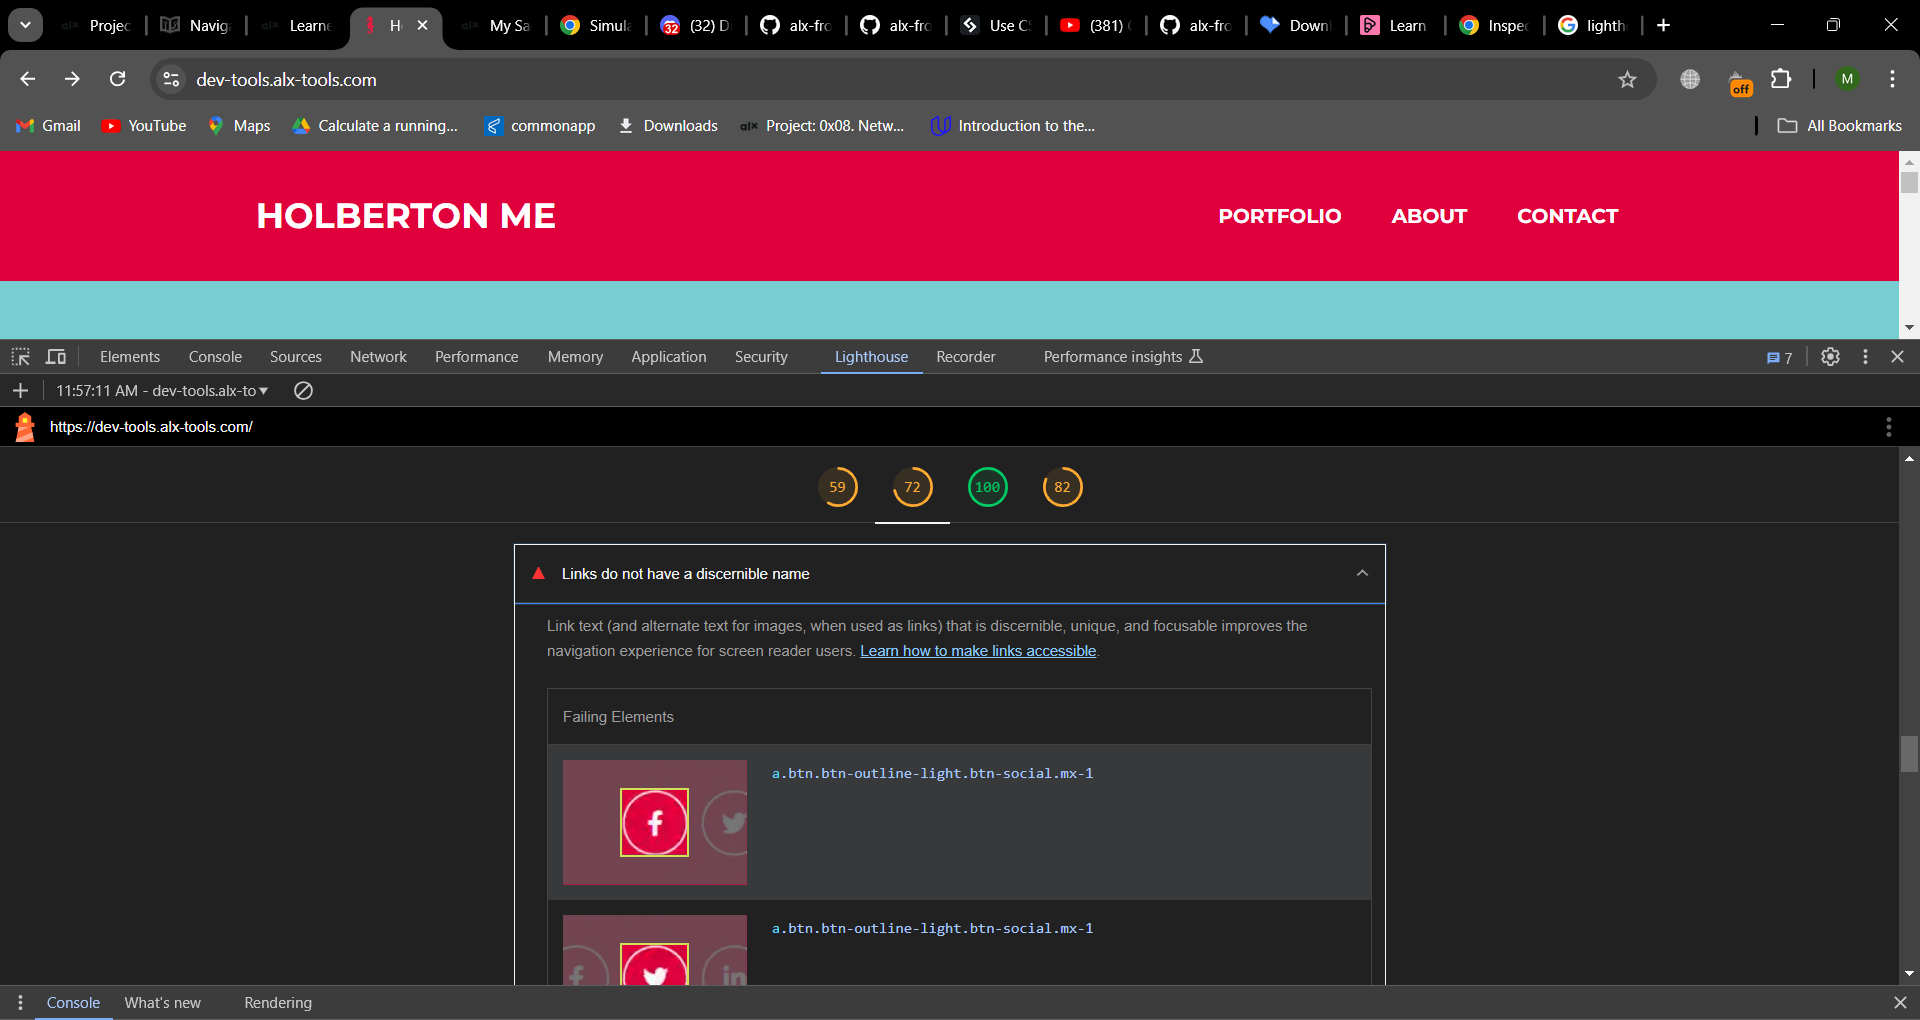 Projec
Navig
Learne
H
My Sa
Simula
(32) D
alx-fro
alx-fro
Use C
(381)
alx-fro
Downl
Learn
Inspec
lighth
dev-tools.alx-tools.com
off
M
Gmail
YouTube
Maps
Calculate a running...
commonapp
Downloads
alx
Project: 0x08. Netw...
Introduction to the...
All Bookmarks
HOLBERTON ME
PORTFOLIO
ABOUT
CONTACT
Elements
Console
Sources
Network
Performance
Memory
Application
Security
Lighthouse
Recorder
Performance insights
7
11:57:11 AM - dev-tools.alx-to
https://dev-tools.alx-tools.com/
59
72
100
82
Links do not have a discernible name
Link text (and alternate text for images, when used as links) that is discernible, unique, and focusable improves the
navigation experience for screen reader users. Learn how to make links accessible.
Failing Elements
a.btn.btn-outline-light.btn-social.mx-1
a.btn.btn-outline-light.btn-social.mx-1
Console
What's new
Rendering